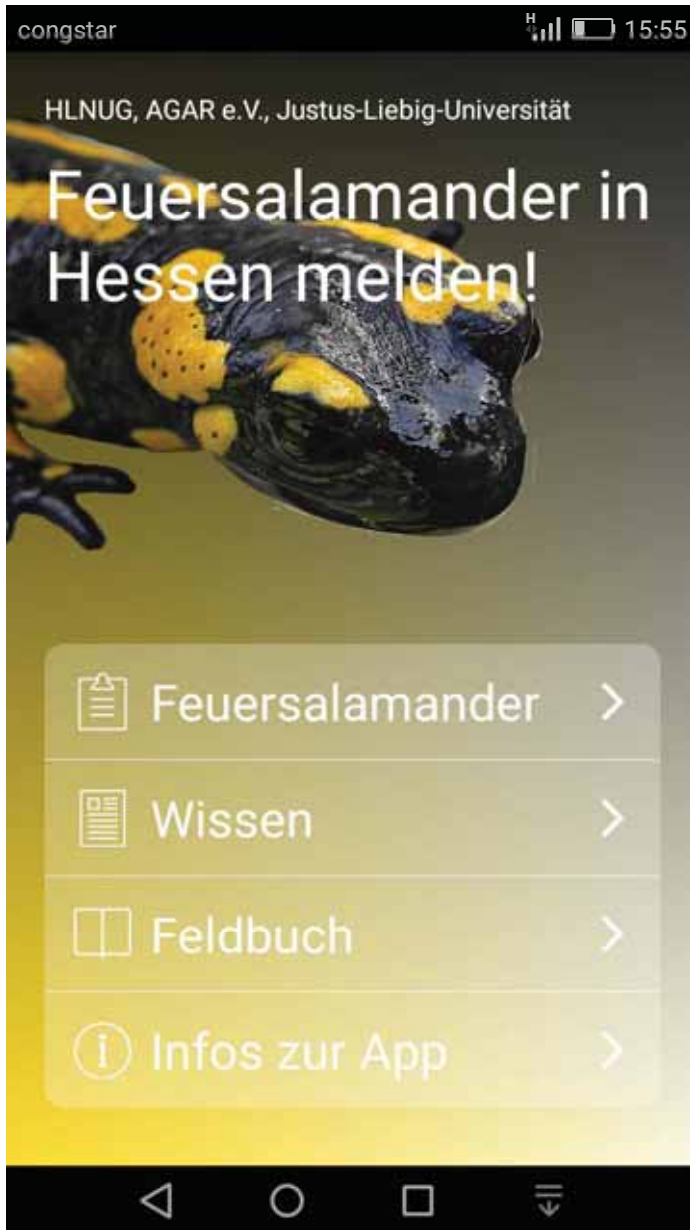 congstar H 15:55
HLNUG, AGAR e.V., Justus-Liebig-Universität
Feuersalamander in
Hessen melden!
Feuersalamander
Wissen
Feldbuch
Infos zur App